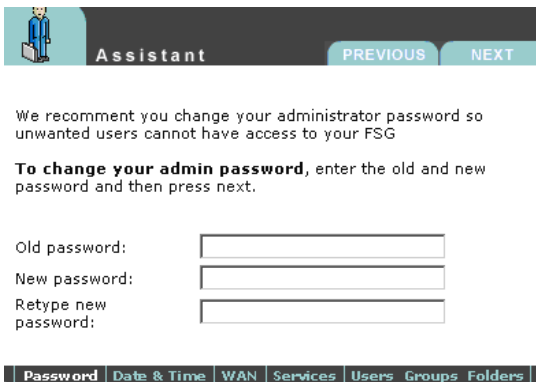 Assistant PREVIOUS NEXT
We recomment you change your administrator password so
unwanted users cannot have access to your FSG
To change your admin password, enter the old and new
password and then press next.
Old password:
New password:
Retype new
password:
Password Date & Time WAN Services Users Groups Folders